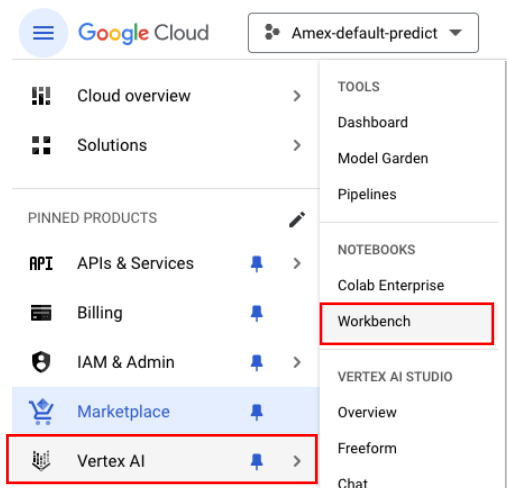 Google Cloud
Amex-default-predict
Cloud overview
Solutions
PINNED PRODUCTS
API APIs & Services
Billing
IAM & Admin
Marketplace
Vertex AI
TOOLS
Dashboard
Model Garden
Pipelines
NOTEBOOKS
Colab Enterprise
Workbench
VERTEX AI STUDIO
Overview
Freeform
Chat